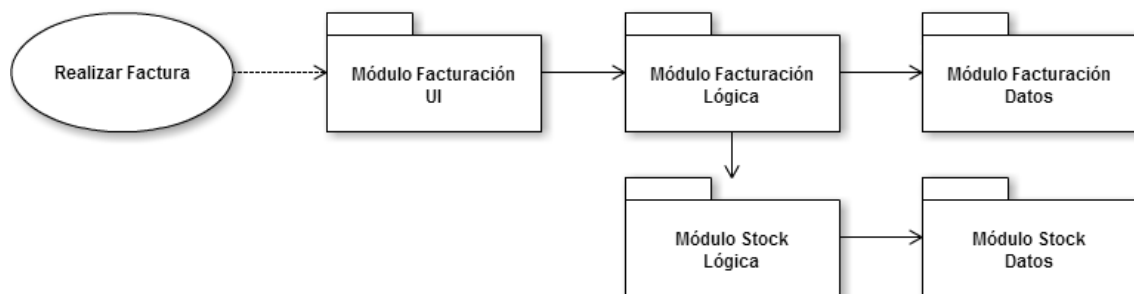 Realizar Factura
Módulo Facturación
UI
Módulo Facturación
Lógica
Módulo Facturación
Datos
Módulo Stock
Lógica
Módulo Stock
Datos